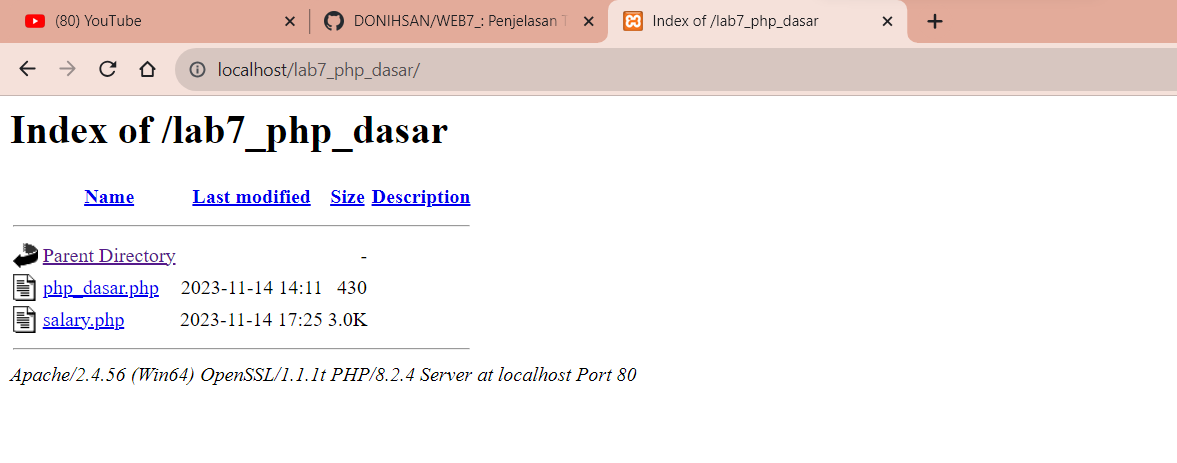 (80) YouTube
DONIHSAN/WEB7_: Penjelasan
Index of /lab7_php_dasar
localhost/lab7_php_dasar/
Index of /lab7_php_dasar
Name Last modified Size Description
Parent Directory -
php_dasar.php 2023-11-14 14:11 430
salary.php 2023-11-14 17:25 3.0K
Apache/2.4.56 (Win64) OpenSSL/1.1.1t PHP/8.2.4 Server at localhost Port 80